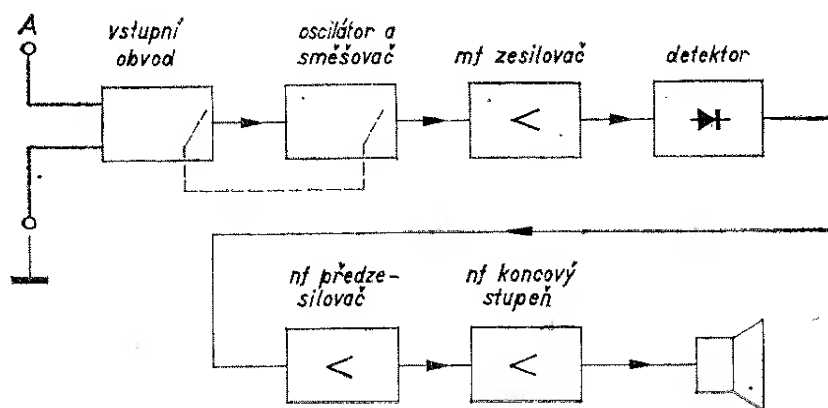 A
vstupní
obvod
oscilátor a
směšovač
mf zesilovač
detektor
nf předze-
silovač
nf koncový
stupeň